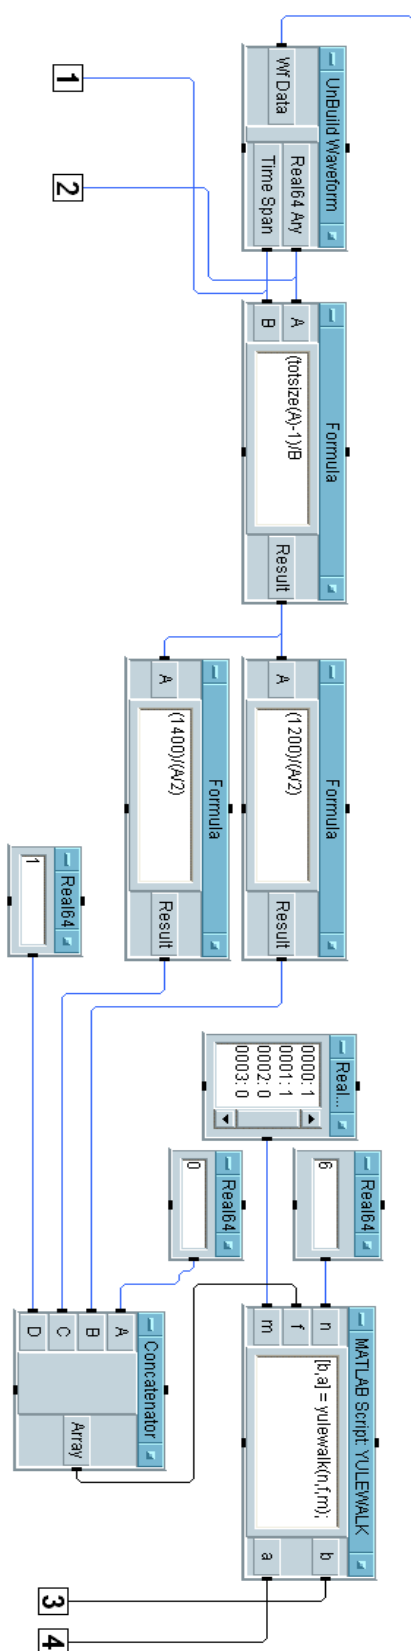 UnBuild Waveform
Wf Data
Real64 Ary
Time Span
1
2
Formula
A
B
(totsize(A)-1)/B
Result
Formula
A
(1200)/(A/2)
Result
Formula
A
(1400)/(A/2)
Result
Real64
1
Real...
0000: 1
0001: 1
0002: 0
0003: 0
Real64
6
Real64
0
MATLAB Script: YULEWALK
n
f
m
[b,a] = yulewalk(n,f,m);
b
a
Concatenator
A
B
C
D
Array
3
4